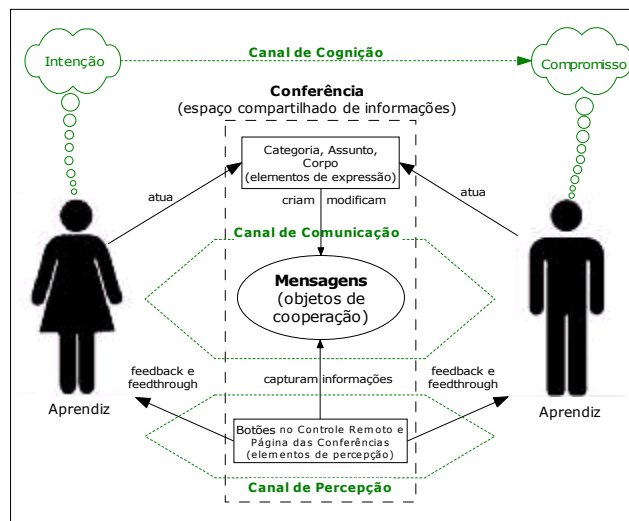 Canal de Cognição
Intenção
Compromisso
Conferência
(espaço compartilhado de informações)
Categoria, Assunto,
Corpo
(elementos de expressão)
atua
atua
criam modificam
Canal de Comunicação
Mensagens
(objetos de
cooperação)
feedback e
feedthrough
capturam informações
feedback e
feedthrough
Aprendiz
Aprendiz
Botões no Controle Remoto e
Página das Conferências
(elementos de percepção)
Canal de Percepção